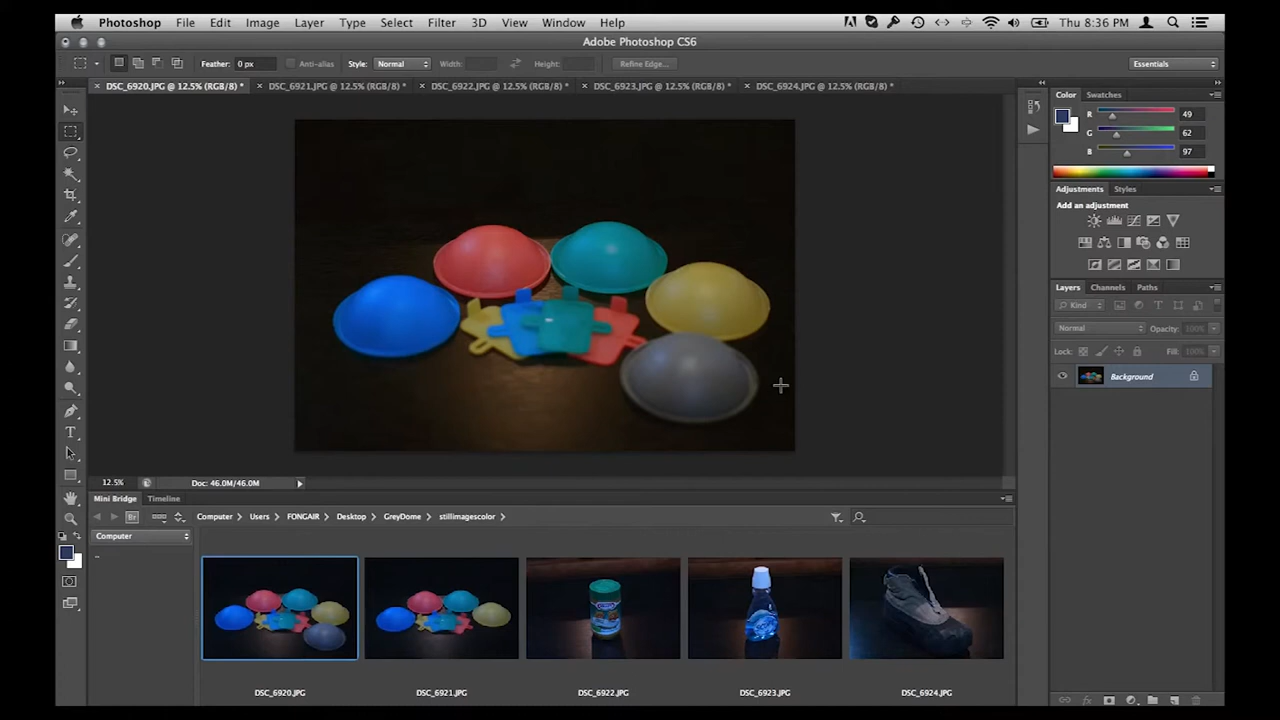 Photoshop File Edit Image Layer Type Select Filter 3D View Window Help Thu 8:36 PM
Adobe Photoshop CS6
Feather: 0 px Anti-alias Style: Normal Width: Height: Refine Edge... Essentials
× DSC_6920.JPG @ 12.5% (RGB/8) * × DSC_6921.JPG @ 12.5% (RGB/8) * × DSC_6922.JPG @ 12.5% (RGB/8) * × DSC_6923.JPG @ 12.5% (RGB/8) * × DSC_6924.JPG @ 12.5% (RGB/8) *
Color Swatches
R 49
G 62
B 97
Adjustments Styles
Add an adjustment
Layers Channels Paths
Kind
Normal Opacity: 100%
Lock: Fill: 100%
Background
12.5% Doc: 46.0M/46.0M
Mini Bridge Timeline
Br Computer > Users > FONGAIR > Desktop > GreyDome > stillimagescolor >
Computer
..
DSC_6920.JPG DSC_6921.JPG DSC_6922.JPG DSC_6923.JPG DSC_6924.JPG